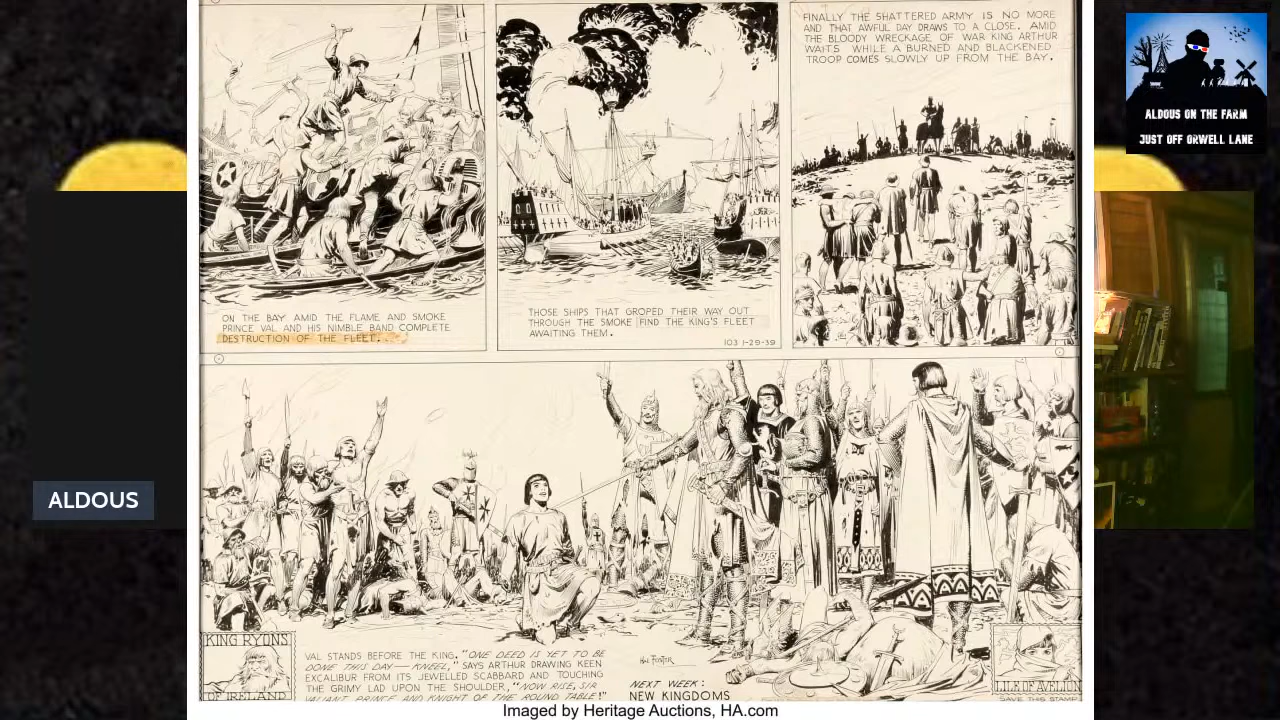 FINALLY THE SHATTERED ARMY IS NO MORE
AND THAT AWFUL DAY DRAWS TO A CLOSE. AMID
THE BLOODY WRECKAGE OF WAR KING ARTHUR
WAITS WHILE A BURNED AND BLACKENED
TROOP COMES SLOWLY UP FROM THE BAY.
ON THE BAY AMID THE FLAME AND SMOKE
PRINCE VAL AND HIS NIMBLE BAND COMPLETE
DESTRUCTION OF THE FLEET.
THOSE SHIPS THAT GROPED THEIR WAY OUT
THROUGH THE SMOKE FIND THE KING'S FLEET
AWAITING THEM.
103 1-29-39
KING RYONS
OF IRELAND
VAL STANDS BEFORE THE KING. "ONE DEED IS YET TO BE
DONE THIS DAY — KNEEL," SAYS ARTHUR DRAWING KEEN
EXCALIBUR FROM ITS JEWELLED SCABBARD AND TOUCHING
THE GRIMY LAD UPON THE SHOULDER, "NOW RISE, SIR
VALIANT, PRINCE AND KNIGHT OF THE ROUND TABLE!"
HAL FOSTER
NEXT WEEK:
NEW KINGDOMS
LILE OF AVELION
SAVE THIS STAMP
Imaged by Heritage Auctions, HA.com
ALDOUS
ALDOUS ON THE FARM
JUST OFF ORWELL LANE